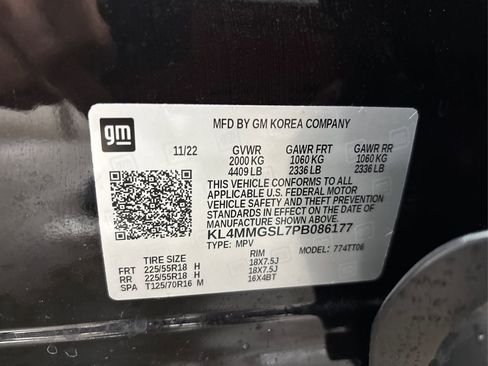 gm
MFD BY GM KOREA COMPANY
11/22 GVWR GAWR FRT GAWR RR
2000 KG 1060 KG 1060 KG
4409 LB 2336 LB 2336 LB
THIS VEHICLE CONFORMS TO ALL
APPLICABLE U.S. FEDERAL MOTOR
VEHICLE SAFETY AND THEFT PREVENTION
STANDARDS IN EFFECT ON THE DATE OF
MANUFACTURE SHOWN ABOVE.
KL4MMGSL7PB086177
TYPE: MPV MODEL: 774TT06
TIRE SIZE RIM
FRT 225/55R18 H 18X7.5J
RR 225/55R18 H 18X7.5J
SPA T125/70R16 M 16X4BT